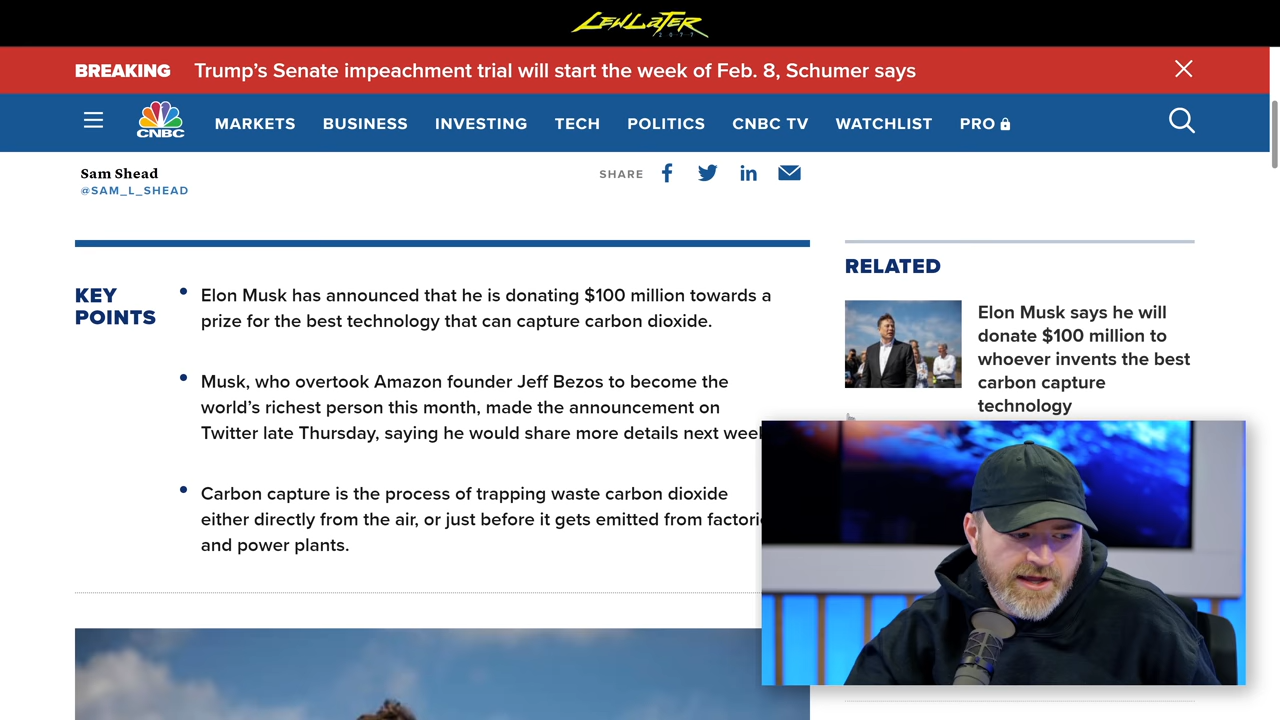 LEWLATER
2077
BREAKING Trump's Senate impeachment trial will start the week of Feb. 8, Schumer says
CNBC MARKETS BUSINESS INVESTING TECH POLITICS CNBC TV WATCHLIST PRO
Sam Shead
@SAM_L_SHEAD
SHARE
KEY
POINTS
Elon Musk has announced that he is donating $100 million towards a
prize for the best technology that can capture carbon dioxide.
Musk, who overtook Amazon founder Jeff Bezos to become the
world's richest person this month, made the announcement on
Twitter late Thursday, saying he would share more details next
Carbon capture is the process of trapping waste carbon dioxide
either directly from the air, or just before it gets emitted from
and power plants.
RELATED
Elon Musk says he will
donate $100 million to
whoever invents the best
carbon capture
technology